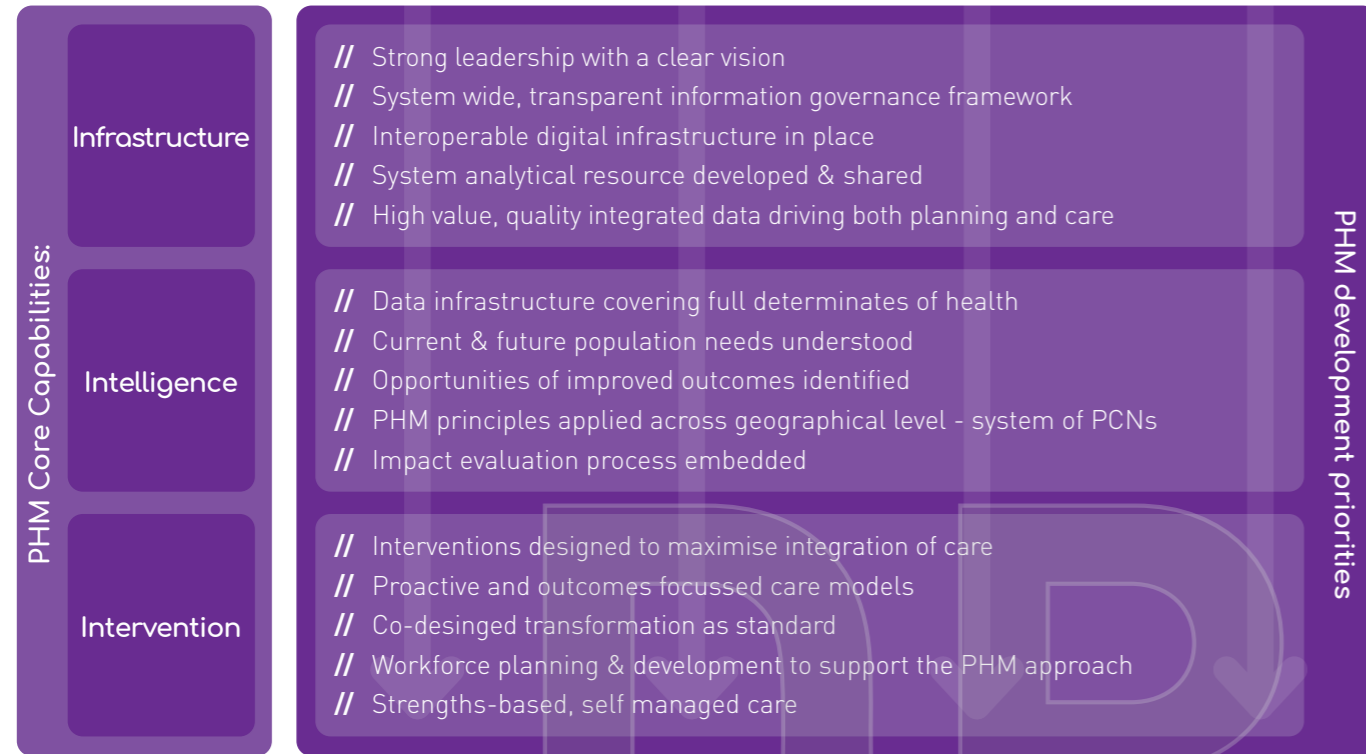 PHM Core Capabilities:
Infrastructure
// Strong leadership with a clear vision
// System wide, transparent information governance framework
// Interoperable digital infrastructure in place
// System analytical resource developed & shared
// High value, quality integrated data driving both planning and care
Intelligence
// Data infrastructure covering full determinates of health
// Current & future population needs understood
// Opportunities of improved outcomes identified
// PHM principles applied across geographical level - system of PCNs
// Impact evaluation process embedded
Intervention
// Interventions designed to maximise integration of care
// Proactive and outcomes focussed care models
// Co-desinged transformation as standard
// Workforce planning & development to support the PHM approach
// Strengths-based, self managed care
PHM development priorities